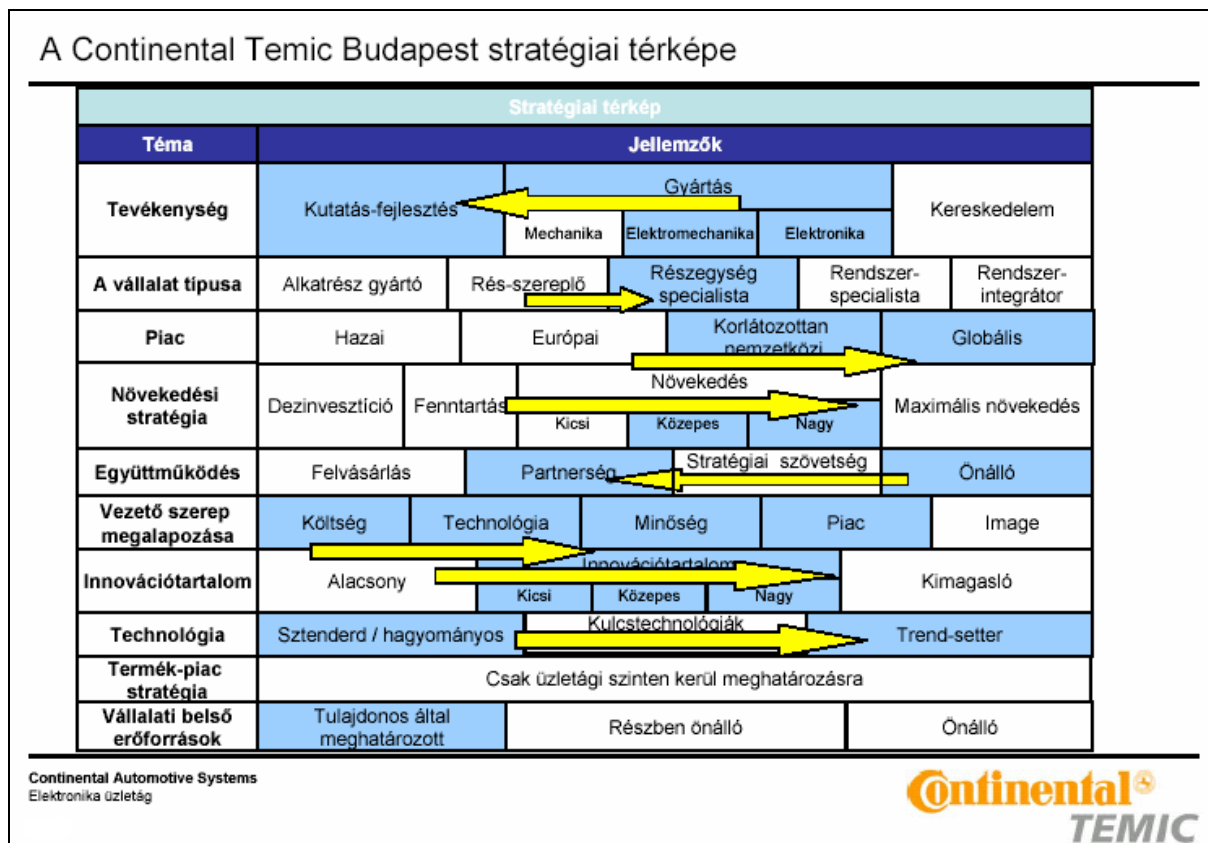 A Continental Temic Budapest stratégiai térképe
Stratégiai térkép
Téma
Jellemzők
Tevékenység
Kutatás-fejlesztés
Gyártás
Mechanika
Elektromechanika
Elektronika
Kereskedelem
A vállalat típusa
Alkatrész gyártó
Rés-szereplő
Részegység
specialista
Rendszer-
specialista
Rendszer-
integrátor
Piac
Hazai
Európai
Korlátozottan
nemzetközi
Globális
Növekedési
stratégia
Dezinvesztíció
Fenntartás
Növekedés
Kicsi
Közepes
Nagy
Maximális növekedés
Együttműködés
Felvásárlás
Partnerség
Stratégiai szövetség
Önálló
Vezető szerep
megalapozása
Költség
Technológia
Minőség
Piac
Image
Innovációtartalom
Alacsony
Innovációtartalom
Kicsi
Közepes
Nagy
Kimagasló
Technológia
Sztenderd / hagyományos
Kulcstechnológiák
Trend-setter
Termék-piac
stratégia
Csak üzletági szinten kerül meghatározásra
Vállalati belső
erőforrások
Tulajdonos által
meghatározott
Részben önálló
Önálló
Continental Automotive Systems
Elektronika üzletág
Continental
TEMIC